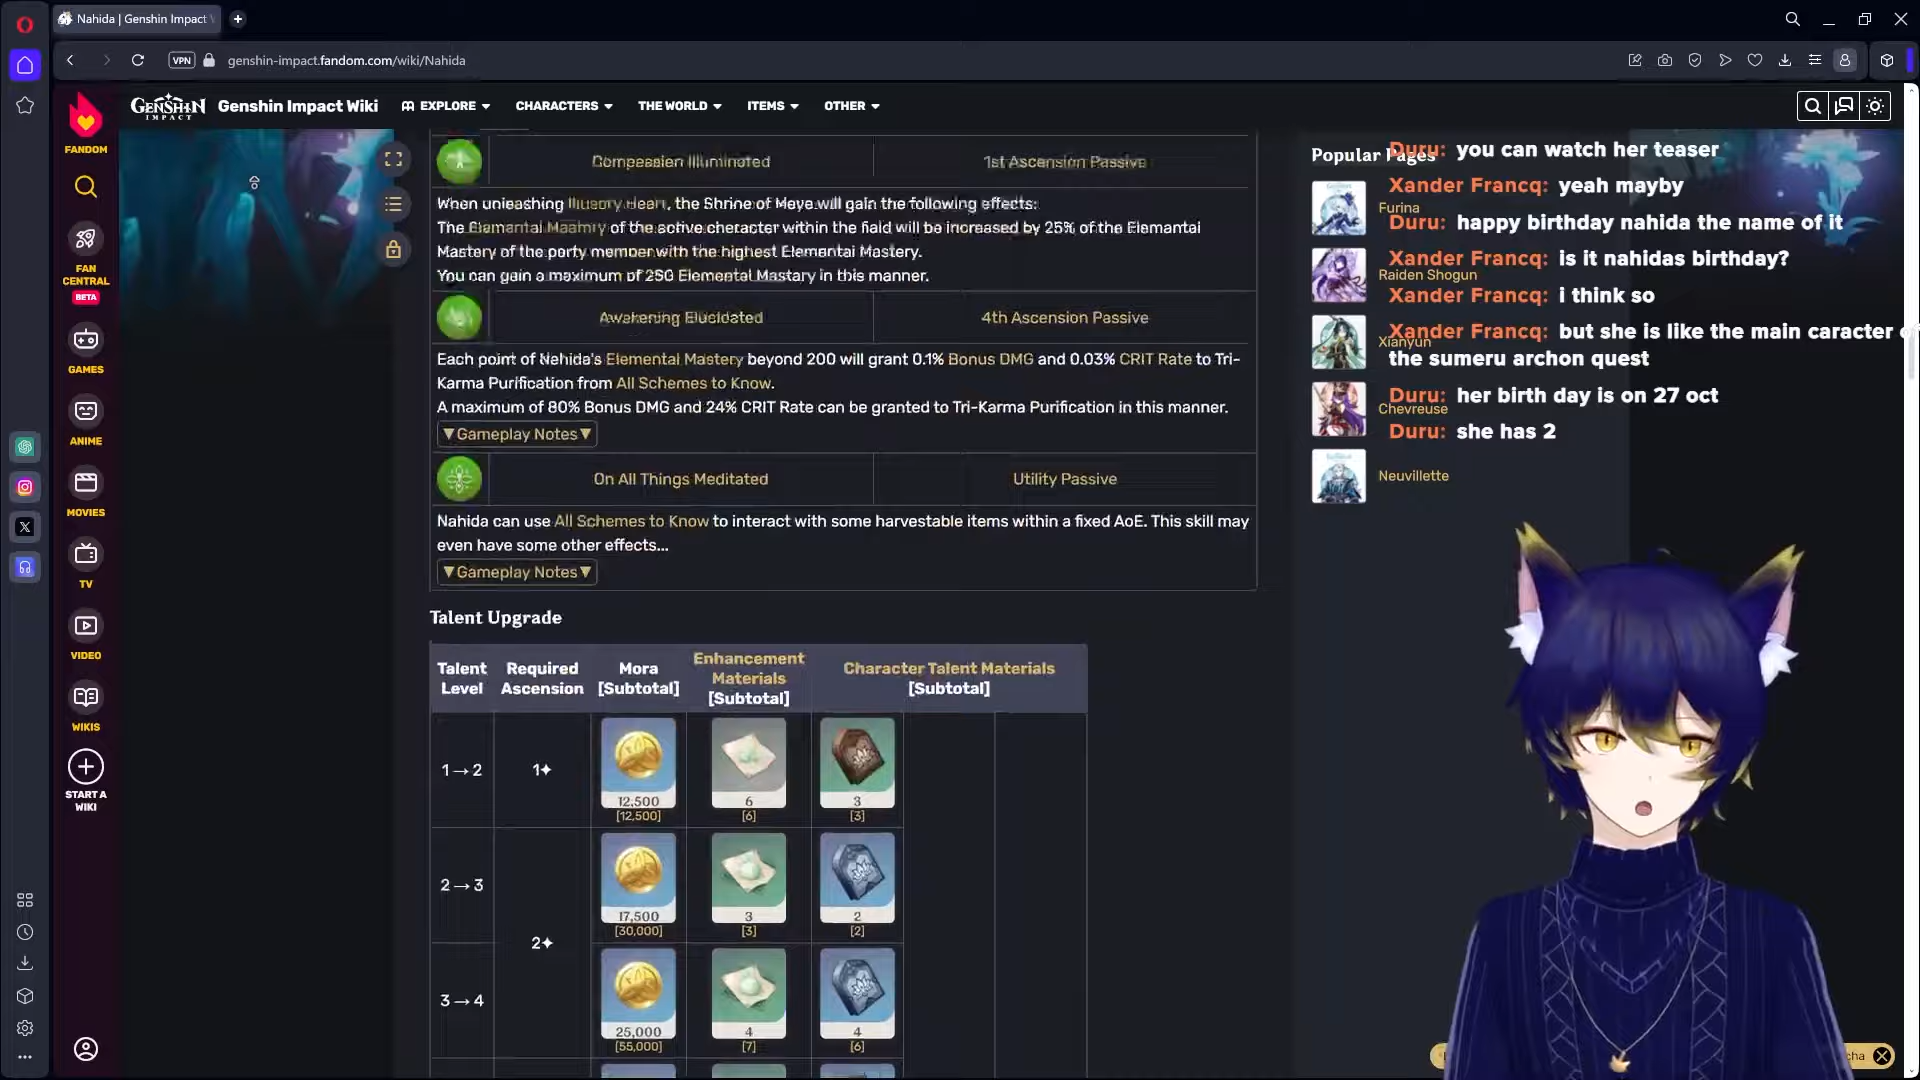 Nahida | Genshin Impact
VPN
genshin-impact.fandom.com/wiki/Nahida
FANDOM
FAN CENTRAL
BETA
GAMES
ANIME
MOVIES
TV
VIDEO
WIKIS
START A WIKI
GENSHIN IMPACT
Genshin Impact Wiki
EXPLORE
CHARACTERS
THE WORLD
ITEMS
OTHER
Compassion Illuminated
1st Ascension Passive
When unleashing Illusory Heart, the Shrine of Maya will gain the following effects:
The Elemental Mastery of the active character within the field will be increased by 25% of the Elemental
Mastery of the party member with the highest Elemental Mastery.
You can gain a maximum of 250 Elemental Mastery in this manner.
Awakening Elucidated
4th Ascension Passive
Each point of Nahida's Elemental Mastery beyond 200 will grant 0.1% Bonus DMG and 0.03% CRIT Rate to Tri-
Karma Purification from All Schemes to Know.
A maximum of 80% Bonus DMG and 24% CRIT Rate can be granted to Tri-Karma Purification in this manner.
▼Gameplay Notes▼
On All Things Meditated
Utility Passive
Nahida can use All Schemes to Know to interact with some harvestable items within a fixed AoE. This skill may
even have some other effects...
▼Gameplay Notes▼
Talent Upgrade
Talent Level
Required Ascension
Mora [Subtotal]
Enhancement Materials [Subtotal]
Character Talent Materials [Subtotal]
1→2
1✦
12,500
[12,500]
6
[6]
3
[3]
2→3
2✦
17,500
[30,000]
3
[3]
2
[2]
3→4
25,000
[55,000]
4
[7]
4
[6]
Popular Pages
Furina
Raiden Shogun
Xianyun
Chevreuse
Neuvillette
Duru: you can watch her teaser
Xander Francq: yeah mayby
Duru: happy birthday nahida the name of it
Xander Francq: is it nahidas birthday?
Xander Francq: i think so
Xander Francq: but she is like the main caracter
the sumeru archon quest
Duru: her birth day is on 27 oct
Duru: she has 2
cha